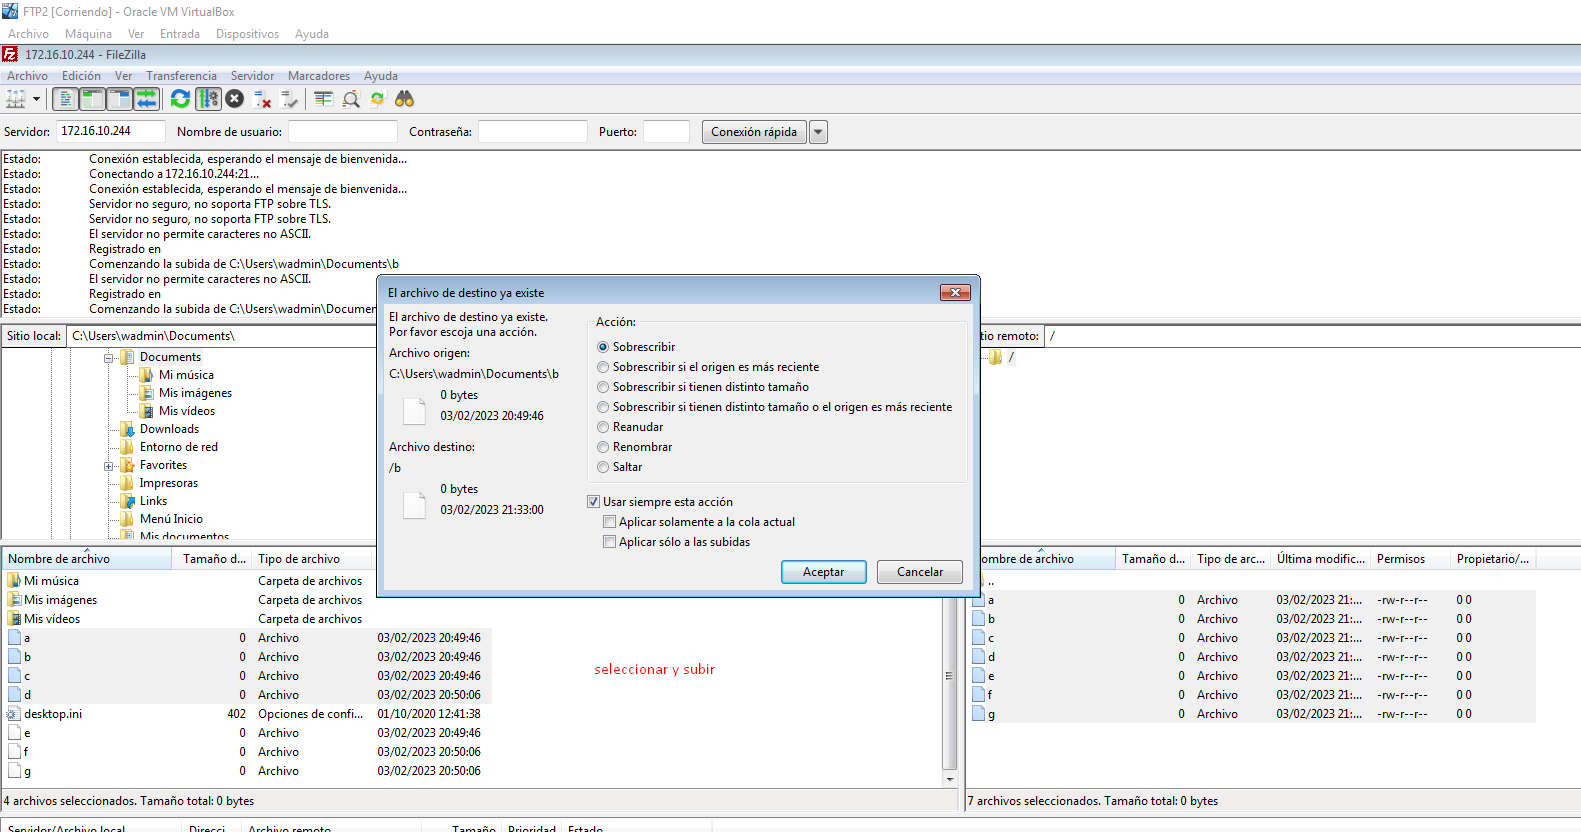 FTP2 [Corriendo] - Oracle VM VirtualBox
Archivo Máquina Ver Entrada Dispositivos Ayuda
172.16.10.244 - FileZilla
Archivo Edición Ver Transferencia Servidor Marcadores Ayuda
Servidor: 172.16.10.244 Nombre de usuario: Contraseña: Puerto: Conexión rápida
Estado: Conexión establecida, esperando el mensaje de bienvenida...
Estado: Conectando a 172.16.10.244:21...
Estado: Conexión establecida, esperando el mensaje de bienvenida...
Estado: Servidor no seguro, no soporta FTP sobre TLS.
Estado: Servidor no seguro, no soporta FTP sobre TLS.
Estado: El servidor no permite caracteres no ASCII.
Estado: Registrado en
Estado: Comenzando la subida de C:\Users\wadmin\Documents\b
Estado: El servidor no permite caracteres no ASCII.
Estado: Registrado en
Estado: Comenzando la subida de C:\Users\wadmin\Documen
Sitio local: C:\Users\wadmin\Documents\
Documents
Mi música
Mis imágenes
Mis vídeos
Downloads
Entorno de red
Favorites
Impresoras
Links
Menú Inicio
Mis documentos
El archivo de destino ya existe
El archivo de destino ya existe.
Por favor escoja una acción.
Archivo origen:
C:\Users\wadmin\Documents\b
0 bytes
03/02/2023 20:49:46
Archivo destino:
/b
0 bytes
03/02/2023 21:33:00
Acción:
Sobrescribir
Sobrescribir si el origen es más reciente
Sobrescribir si tienen distinto tamaño
Sobrescribir si tienen distinto tamaño o el origen es más reciente
Reanudar
Renombrar
Saltar
Usar siempre esta acción
Aplicar solamente a la cola actual
Aplicar sólo a las subidas
Aceptar Cancelar
tio remoto: /
/
Nombre de archivo Tamaño d... Tipo de archivo
Mi música Carpeta de archivos
Mis imágenes Carpeta de archivos
Mis vídeos Carpeta de archivos
a 0 Archivo 03/02/2023 20:49:46
b 0 Archivo 03/02/2023 20:49:46
c 0 Archivo 03/02/2023 20:49:46
d 0 Archivo 03/02/2023 20:50:06
desktop.ini 402 Opciones de confi... 01/10/2020 12:41:38
e 0 Archivo 03/02/2023 20:49:46
f 0 Archivo 03/02/2023 20:50:06
g 0 Archivo 03/02/2023 20:50:06
4 archivos seleccionados. Tamaño total: 0 bytes
seleccionar y subir
ombre de archivo Tamaño d... Tipo de arc... Última modific... Permisos Propietario/...
..
a 0 Archivo 03/02/2023 21:... -rw-r--r-- 0 0
b 0 Archivo 03/02/2023 21:... -rw-r--r-- 0 0
c 0 Archivo 03/02/2023 21:... -rw-r--r-- 0 0
d 0 Archivo 03/02/2023 21:... -rw-r--r-- 0 0
e 0 Archivo 03/02/2023 21:... -rw-r--r-- 0 0
f 0 Archivo 03/02/2023 21:... -rw-r--r-- 0 0
g 0 Archivo 03/02/2023 21:... -rw-r--r-- 0 0
7 archivos seleccionados. Tamaño total: 0 bytes
Servidor/Archivo local Direcci... Archivo remoto Tamaño Prioridad Estado